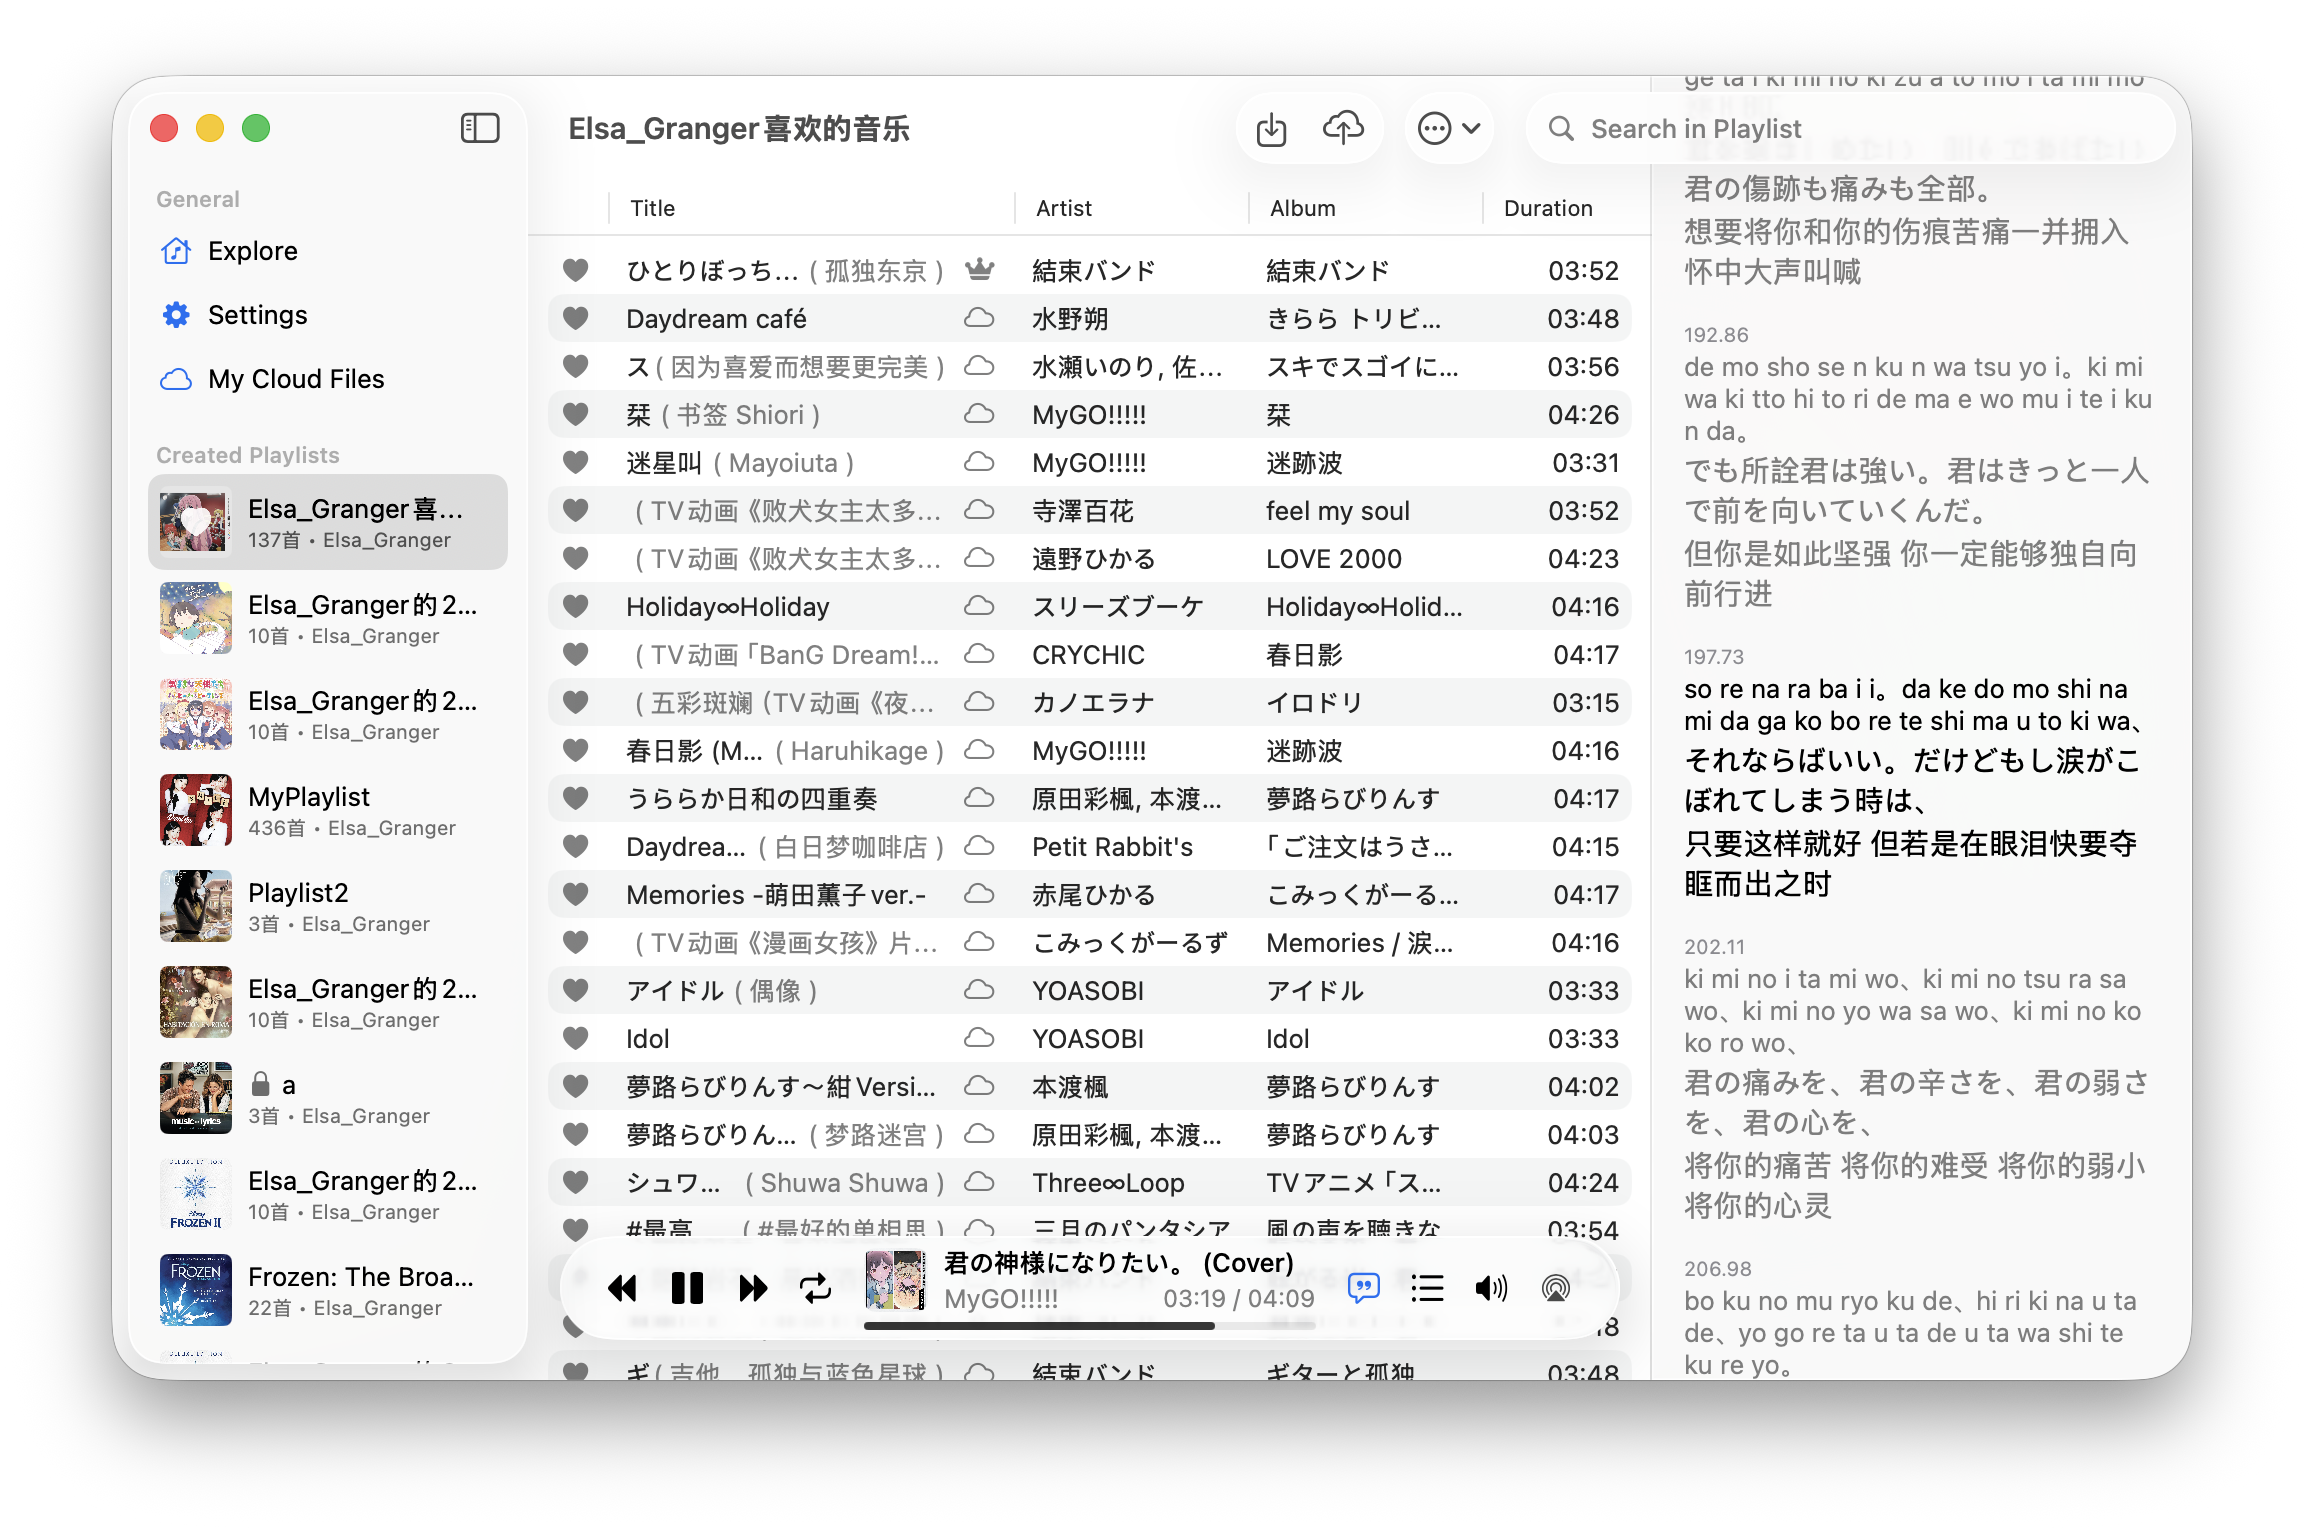 General
Explore
Settings
My Cloud Files
Created Playlists
Elsa_Granger喜…
137首 • Elsa_Granger
Elsa_Granger的2…
10首 • Elsa_Granger
Elsa_Granger的2…
10首 • Elsa_Granger
MyPlaylist
436首 • Elsa_Granger
Playlist2
3首 • Elsa_Granger
Elsa_Granger的2…
10首 • Elsa_Granger
a
3首 • Elsa_Granger
Elsa_Granger的2…
10首 • Elsa_Granger
Frozen: The Broa…
22首 • Elsa_Granger
Elsa_Granger喜欢的音乐
Search in Playlist
Title Artist Album Duration
ひとりぼっち… ( 孤独东京 ) 結束バンド 結束バンド 03:52
Daydream café 水野朔 きらら トリビ… 03:48
ス ( 因为喜爱而想要更完美 ) 水瀬いのり, 佐… スキでスゴイに… 03:56
栞 ( 书签 Shiori ) MyGO!!!!! 栞 04:26
迷星叫 ( Mayoiuta ) MyGO!!!!! 迷跡波 03:31
( TV动画《败犬女主太多… 寺澤百花 feel my soul 03:52
( TV动画《败犬女主太多… 遠野ひかる LOVE 2000 04:23
Holiday∞Holiday スリーズブーケ Holiday∞Holid… 04:16
( TV动画「BanG Dream!… CRYCHIC 春日影 04:17
( 五彩斑斓（TV动画《夜… カノエラナ イロドリ 03:15
春日影 (M… ( Haruhikage ) MyGO!!!!! 迷跡波 04:16
うららか日和の四重奏 原田彩楓, 本渡… 夢路らびりんす 04:17
Daydrea… ( 白日梦咖啡店 ) Petit Rabbit's 「ご注文はうさ… 04:15
Memories -萌田薫子ver.- 赤尾ひかる こみっくがーる… 04:17
( TV动画《漫画女孩》片… こみっくがーるず Memories / 涙… 04:16
アイドル ( 偶像 ) YOASOBI アイドル 03:33
Idol YOASOBI Idol 03:33
夢路らびりんす～紺Versi… 本渡楓 夢路らびりんす 04:02
夢路らびりん… ( 梦路迷宫 ) 原田彩楓, 本渡… 夢路らびりんす 04:03
シュワ… ( Shuwa Shuwa ) Three∞Loop TVアニメ「ス… 04:24
#最高… ( #最好的单相思 ) 三月のパンタシア 風の声を聴きな… 03:54
君の神様になりたい。 (Cover)
MyGO!!!!! 03:19 / 04:09
ギ ( 吉他、孤独与蓝色星球 ) 結束バンド ギターと孤独… 03:48
ge ta i ki mi no ki zu a to mo i ta mi mo
君の傷跡も痛みも全部。
想要将你和你的伤痕苦痛一并拥入
怀中大声叫喊
192.86
de mo sho se n ku n wa tsu yo i。ki mi
wa ki tto hi to ri de ma e wo mu i te i ku
n da。
でも所詮君は強い。君はきっと一人
で前を向いていくんだ。
但你是如此坚强 你一定能够独自向
前行进
197.73
so re na ra ba i i。da ke do mo shi na
mi da ga ko bo re te shi ma u to ki wa、
それならばいい。だけどもし涙がこ
ぼれてしまう時は、
只要这样就好 但若是在眼泪快要夺
眶而出之时
202.11
ki mi no i ta mi wo、ki mi no tsu ra sa
wo、ki mi no yo wa sa wo、ki mi no ko
ko ro wo、
君の痛みを、君の辛さを、君の弱さ
を、君の心を、
将你的痛苦 将你的难受 将你的弱小
将你的心灵
206.98
bo ku no mu ryo ku de、hi ri ki na u ta
de、yo go re ta u ta de u ta wa shi te
ku re yo。